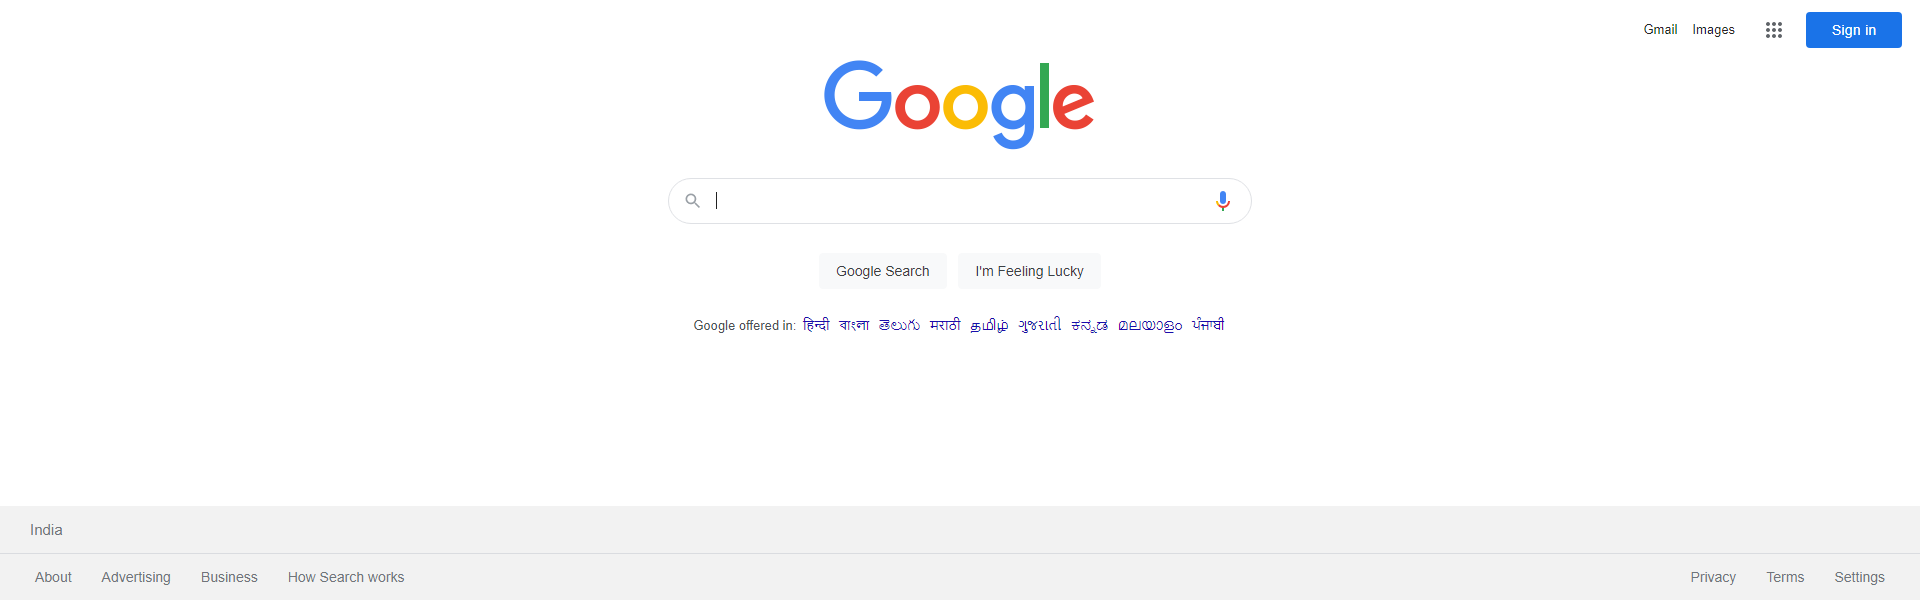 Gmail Images Sign in
Google
Google Search I'm Feeling Lucky
Google offered in: हिन्दी বাংলা తెలుగు मराठी தமிழ் ગુજરાતી ಕನ್ನಡ മലയാളം ਪੰਜਾਬੀ
India
About Advertising Business How Search works Privacy Terms Settings